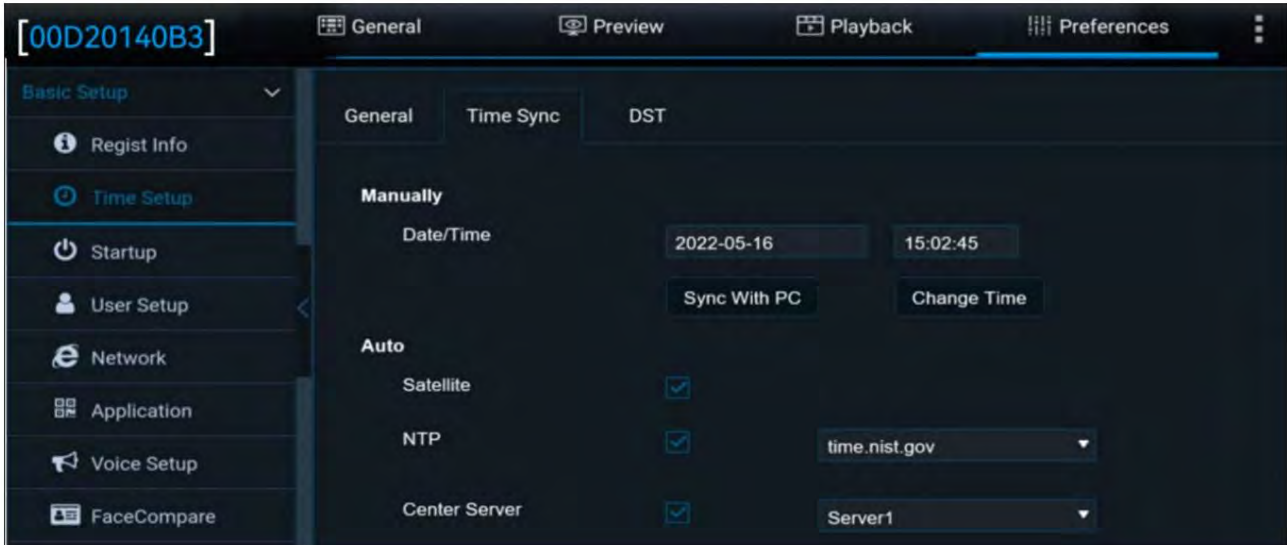 [00D20140B3]
General
Preview
Playback
Preferences
Basic Setup
Regist Info
Time Setup
Startup
User Setup
Network
Application
Voice Setup
FaceCompare
General
Time Sync
DST
Manually
Date/Time
2022-05-16
15:02:45
Sync With PC
Change Time
Auto
Satellite
NTP
time.nist.gov
Center Server
Server1